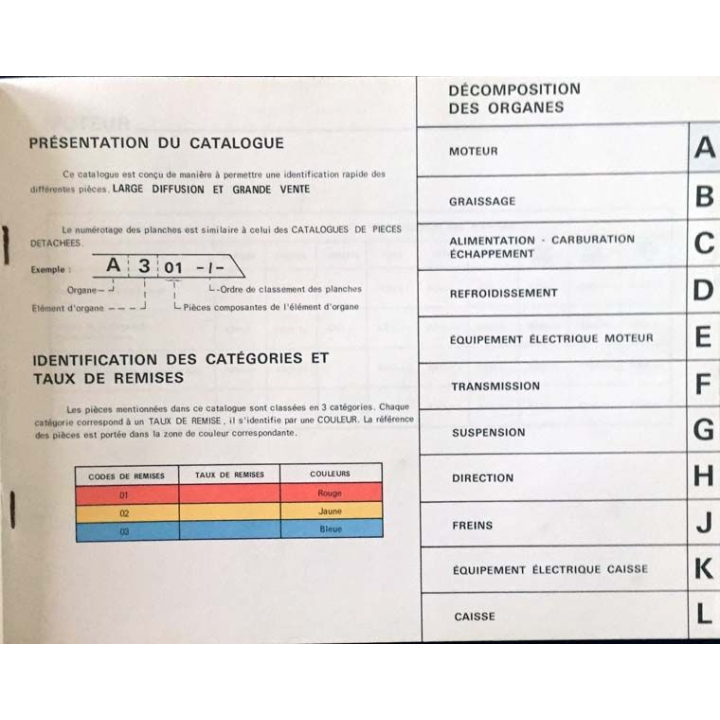 PRÉSENTATION DU CATALOGUE
Ce catalogue est conçu de manière à permettre une identification rapide des
différentes pièces. LARGE DIFFUSION ET GRANDE VENTE
Le numérotage des planches est similaire à celui des CATALOGUES DE PIECES
DETACHEES.
Exemple : A 3 01 -/-
Organe
Ordre de classement des planches
Elément d'organe
Pièces composantes de l'élément d'organe
IDENTIFICATION DES CATÉGORIES ET
TAUX DE REMISES
Les pièces mentionnées dans ce catalogue sont classées en 3 catégories. Chaque
catégorie correspond à un TAUX DE REMISE, il s'identifie par une COULEUR. La référence
des pièces est portée dans la zone de couleur correspondante.
CODES DE REMISES TAUX DE REMISES COULEURS
01 Rouge
02 Jaune
03 Bleue
DÉCOMPOSITION
DES ORGANES
MOTEUR A
GRAISSAGE B
ALIMENTATION - CARBURATION
ÉCHAPPEMENT C
REFROIDISSEMENT D
ÉQUIPEMENT ÉLECTRIQUE MOTEUR E
TRANSMISSION F
SUSPENSION G
DIRECTION H
FREINS J
ÉQUIPEMENT ÉLECTRIQUE CAISSE K
CAISSE L